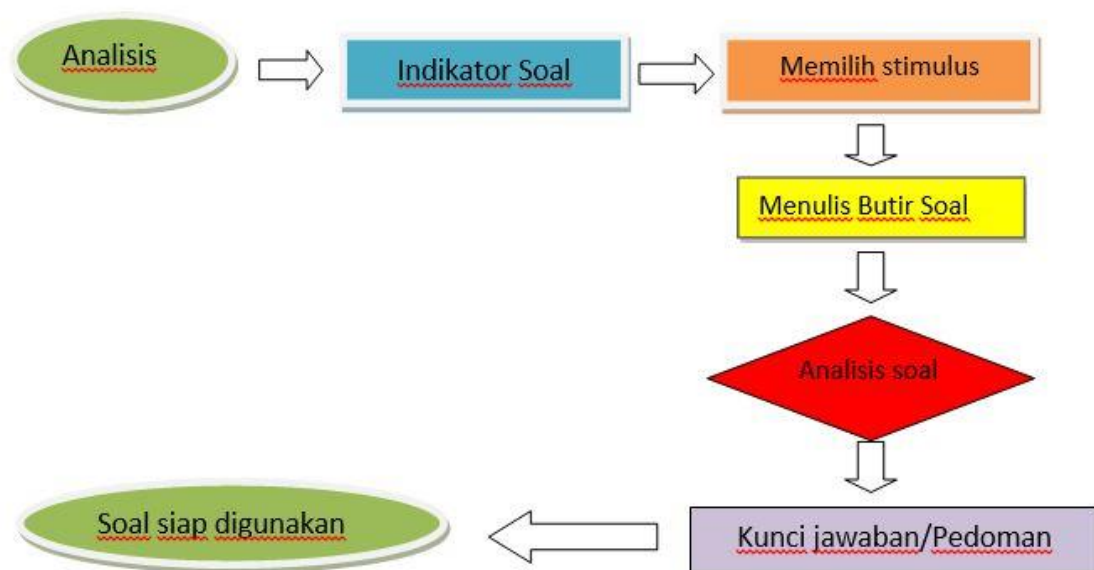 Analisis
Indikator Soal
Memilih stimulus
Menulis Butir Soal
Analisis soal
Kunci jawaban/Pedoman
Soal siap digunakan